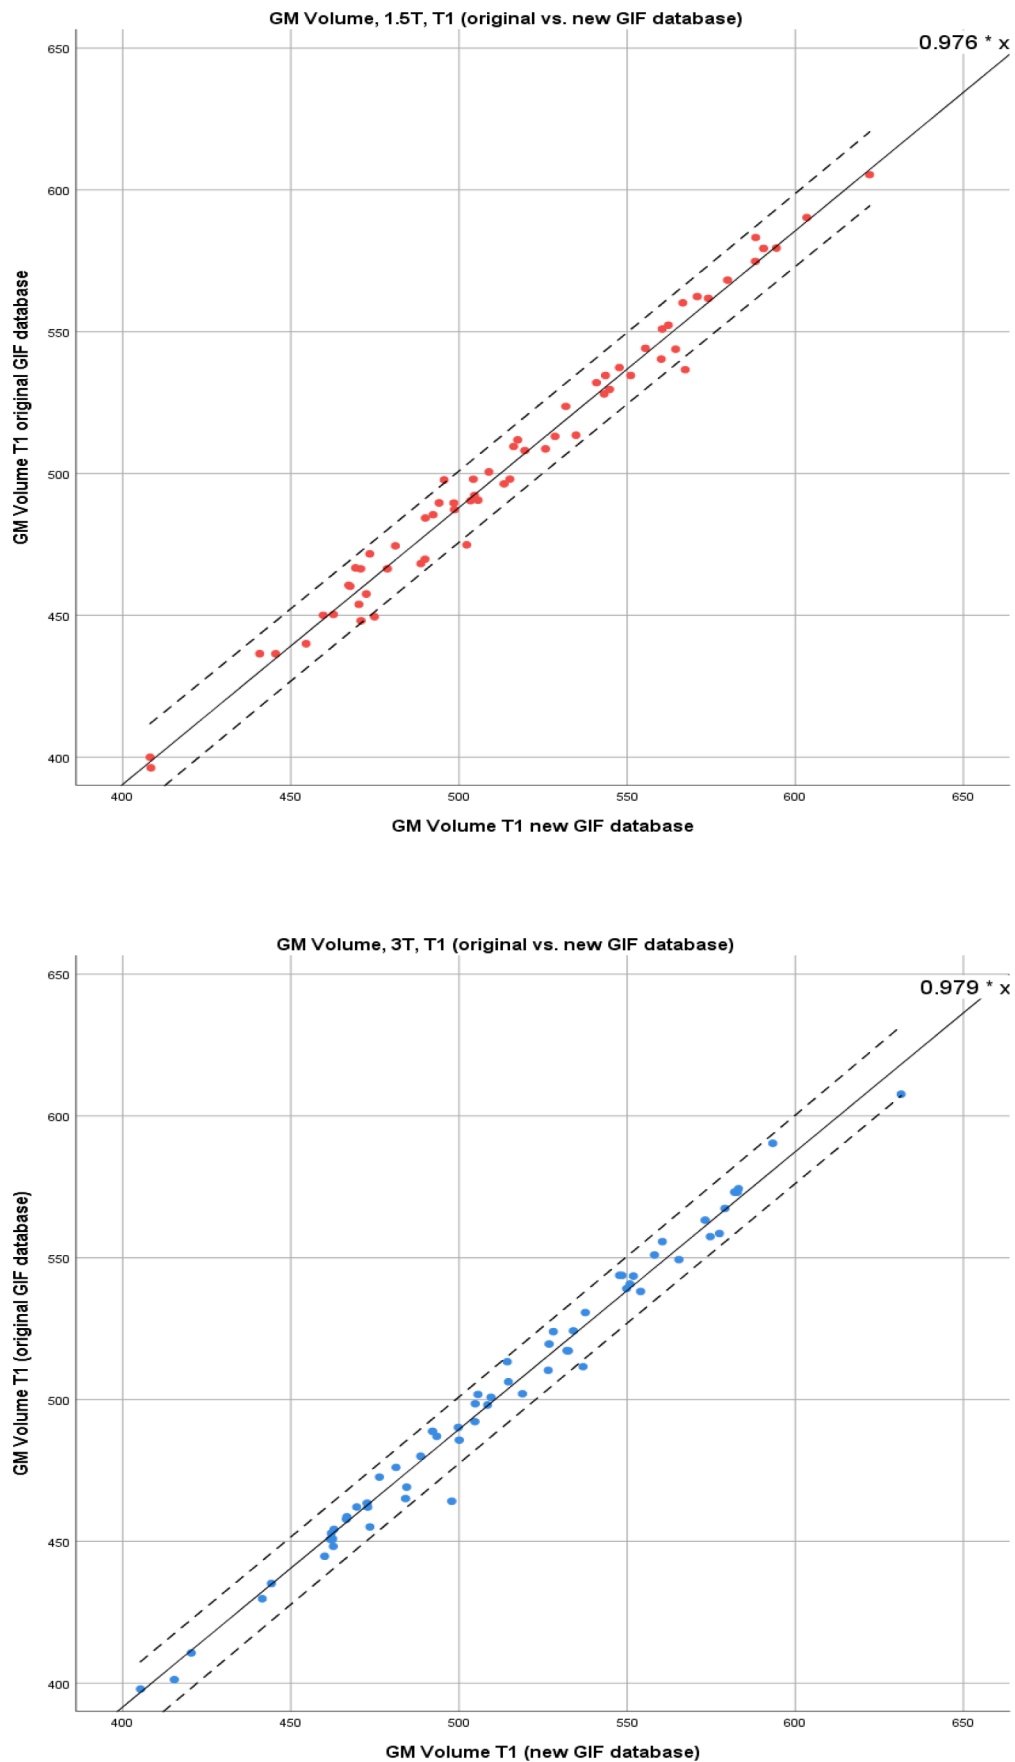 GM Volume, 1.5T, T1 (original vs. new GIF database)
0.976 * x
650
600
550
500
450
400
GM Volume T1 original GIF database
400 450 500 550 600 650
GM Volume T1 new GIF database
GM Volume, 3T, T1 (original vs. new GIF database)
0.979 * x
650
600
550
500
450
400
GM Volume T1 (original GIF database)
400 450 500 550 600 650
GM Volume T1 (new GIF database)